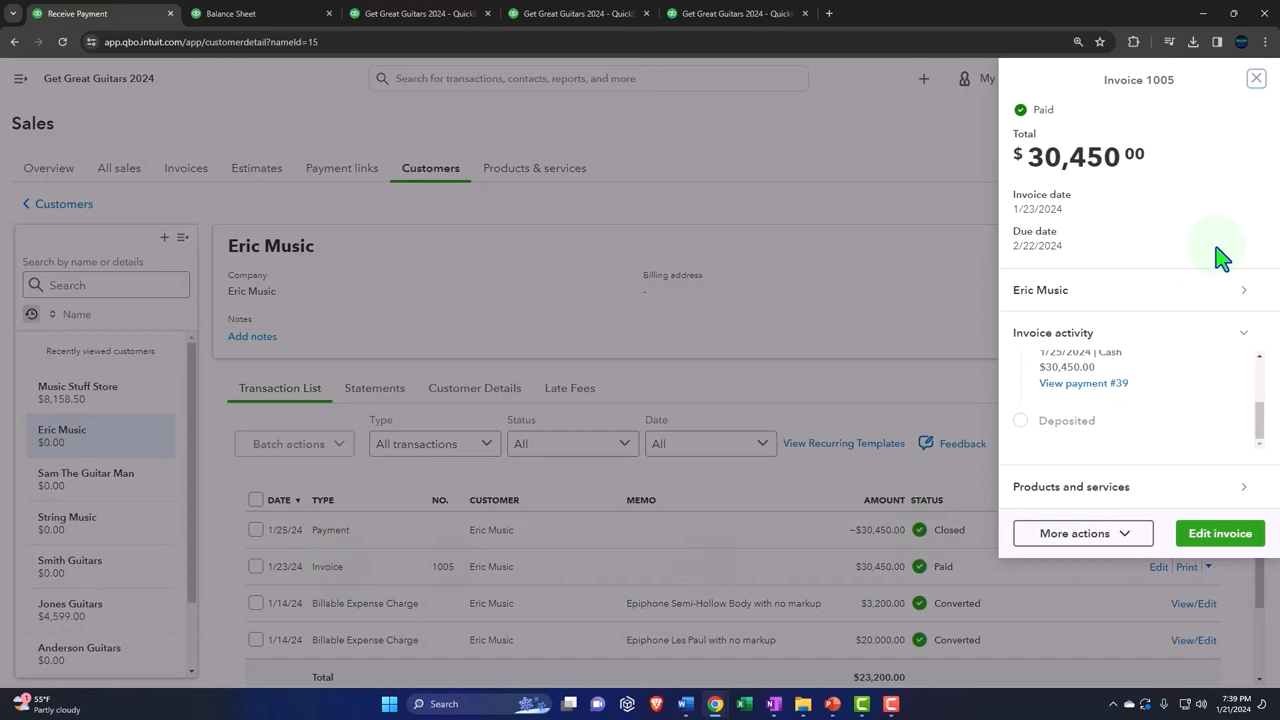 Get Great Guitars 2024 - Payment
Balance Sheet
Get Great Guitars 2024 - Quick
Get Great Guitars 2024 - Quick
Get Great Guitars 2024 - Quick
app.qbo.intuit.com/app/customerdetail?nameId=15
Get Great Guitars 2024
Search for transactions, contacts, reports, and more
My
Sales
Overview
All sales
Invoices
Estimates
Payment links
Customers
Products & services
Customers
Search by name or details
Search
Name
Recently viewed customers
Music Stuff Store
$8,158.50
Eric Music
$0.00
Sam The Guitar Man
$0.00
String Music
$0.00
Smith Guitars
$0.00
Jones Guitars
$4,599.00
Anderson Guitars
$0.00
Eric Music
Company
Eric Music
Billing address
-
Notes
Add notes
Transaction List
Statements
Customer Details
Late Fees
Type
Status
Date
Batch actions
All transactions
All
All
View Recurring Templates
Feedback
DATE TYPE NO. CUSTOMER MEMO AMOUNT STATUS
1/25/24 Payment Eric Music −$30,450.00 Closed
1/23/24 Invoice 1005 Eric Music $30,450.00 Paid Edit | Print
1/14/24 Billable Expense Charge Eric Music Epiphone Semi-Hollow Body with no markup $3,200.00 Converted View/Edit
1/14/24 Billable Expense Charge Eric Music Epiphone Les Paul with no markup $20,000.00 Converted View/Edit
Total $23,200.00
Invoice 1005
Paid
Total
$30,450 00
Invoice date
1/23/2024
Due date
2/22/2024
Eric Music
Invoice activity
1/25/2024 | Cash
$30,450.00
View payment #39
Deposited
Products and services
More actions
Edit invoice
55°F
Partly cloudy
Search
7:39 PM
1/21/2024